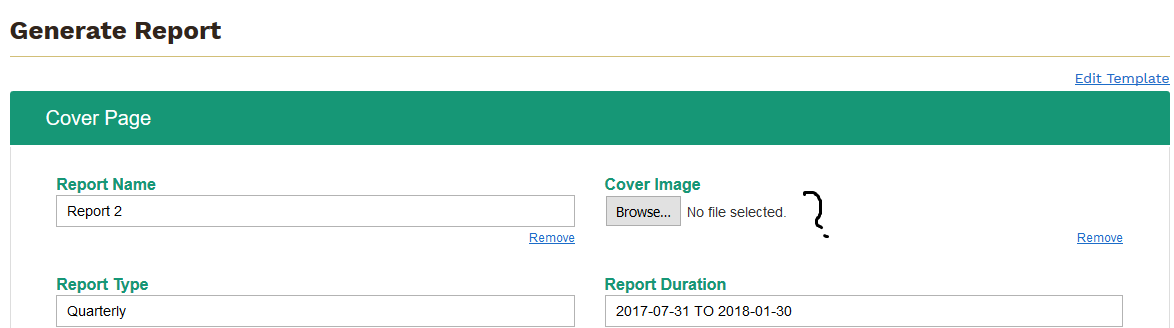 Generate Report
Edit Template
Cover Page
Report Name
Cover Image
Report 2
Browse... No file selected. ?
Remove
Remove
Report Type
Report Duration
Quarterly
2017-07-31 TO 2018-01-30